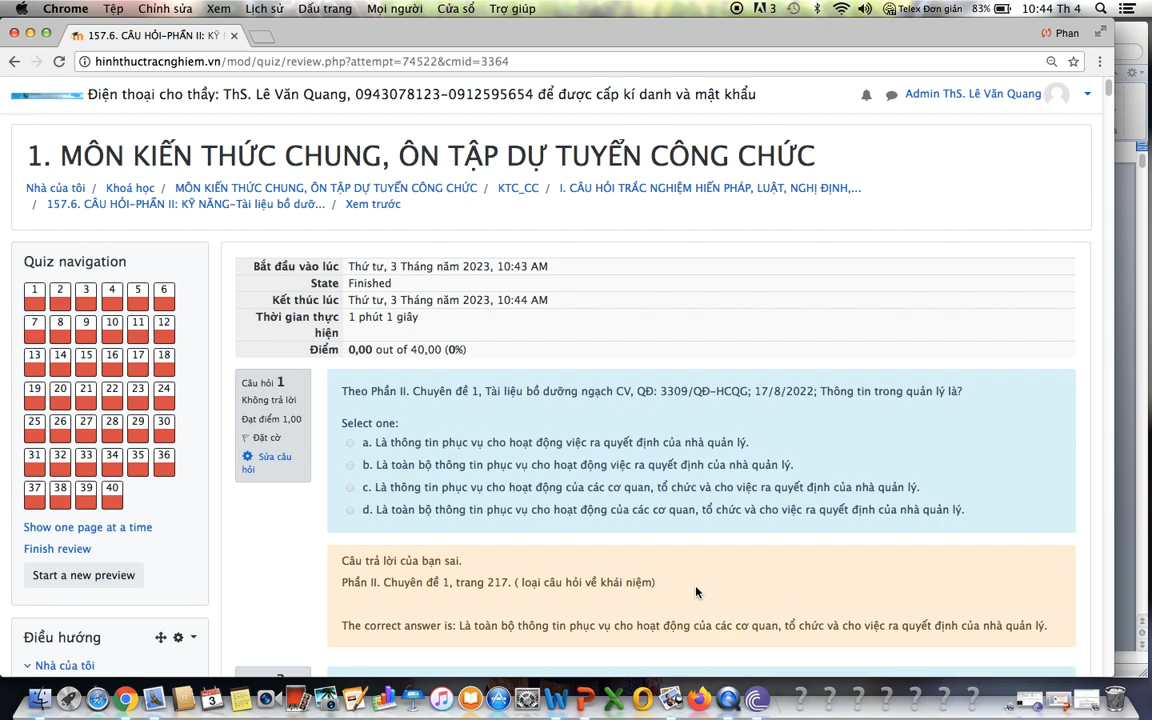 Chrome Tệp Chỉnh sửa Xem Lịch sử Dấu trang Mọi người Cửa sổ Trợ giúp 3 Telex Đơn giản 83% 10:44 Th 4
157.6. CÂU HỎI-PHẦN II: KỸ Phan
hinhthuctracnghiem.vn/mod/quiz/review.php?attempt=74522&cmid=3364
Điện thoại cho thầy: ThS. Lê Văn Quang, 0943078123-0912595654 để được cấp kí danh và mật khẩu Admin ThS. Lê Văn Quang
1. MÔN KIẾN THỨC CHUNG, ÔN TẬP DỰ TUYỂN CÔNG CHỨC
Nhà của tôi / Khoá học / MÔN KIẾN THỨC CHUNG, ÔN TẬP DỰ TUYỂN CÔNG CHỨC / KTC_CC / I. CÂU HỎI TRẮC NGHIỆM HIẾN PHÁP, LUẬT, NGHỊ ĐỊNH,...
/ 157.6. CÂU HỎI-PHẦN II: KỸ NĂNG-Tài liệu bồ dưỡ... / Xem trước
Quiz navigation
1 2 3 4 5 6
7 8 9 10 11 12
13 14 15 16 17 18
19 20 21 22 23 24
25 26 27 28 29 30
31 32 33 34 35 36
37 38 39 40
Show one page at a time
Finish review
Start a new preview
Điều hướng
Nhà của tôi
Bắt đầu vào lúc Thứ tư, 3 Tháng năm 2023, 10:43 AM
State Finished
Kết thúc lúc Thứ tư, 3 Tháng năm 2023, 10:44 AM
Thời gian thực hiện 1 phút 1 giây
Điểm 0,00 out of 40,00 (0%)
Câu hỏi 1
Không trả lời
Đạt điểm 1,00
Đặt cờ
Sửa câu
hỏi
Theo Phần II. Chuyên đề 1, Tài liệu bồ dưỡng ngạch CV, QĐ: 3309/QĐ-HCQG; 17/8/2022; Thông tin trong quản lý là?
Select one:
a. Là thông tin phục vụ cho hoạt động việc ra quyết định của nhà quản lý.
b. Là toàn bộ thông tin phục vụ cho hoạt động việc ra quyết định của nhà quản lý.
c. Là thông tin phục vụ cho hoạt động của các cơ quan, tổ chức và cho việc ra quyết định của nhà quản lý.
d. Là toàn bộ thông tin phục vụ cho hoạt động của các cơ quan, tổ chức và cho việc ra quyết định của nhà quản lý.
Câu trả lời của bạn sai.
Phần II. Chuyên đề 1, trang 217. ( loại câu hỏi về khái niệm)
The correct answer is: Là toàn bộ thông tin phục vụ cho hoạt động của các cơ quan, tổ chức và cho việc ra quyết định của nhà quản lý.